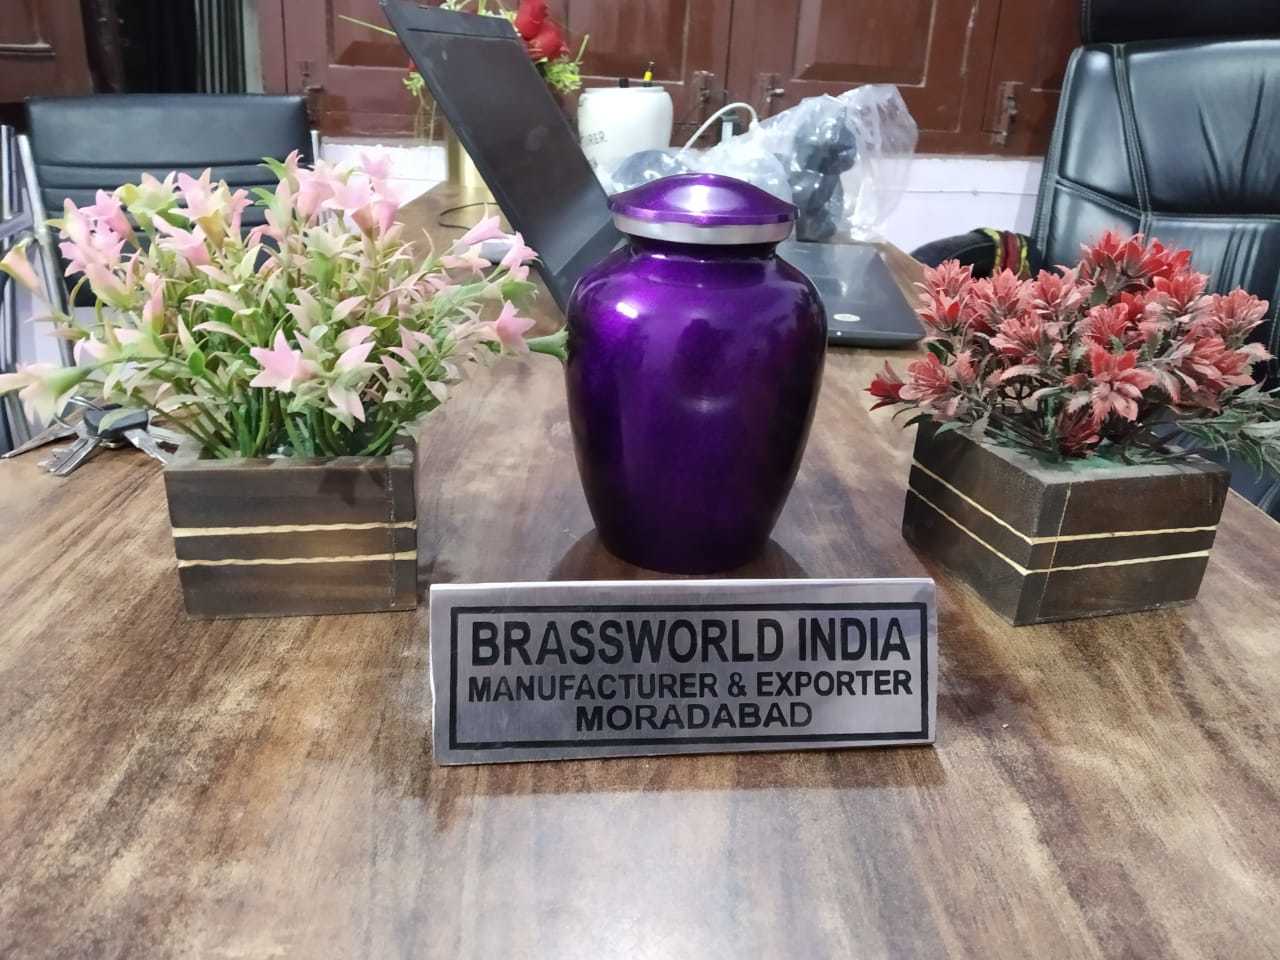 BRASSWORLD INDIA
MANUFACTURER & EXPORTER
MORADABAD